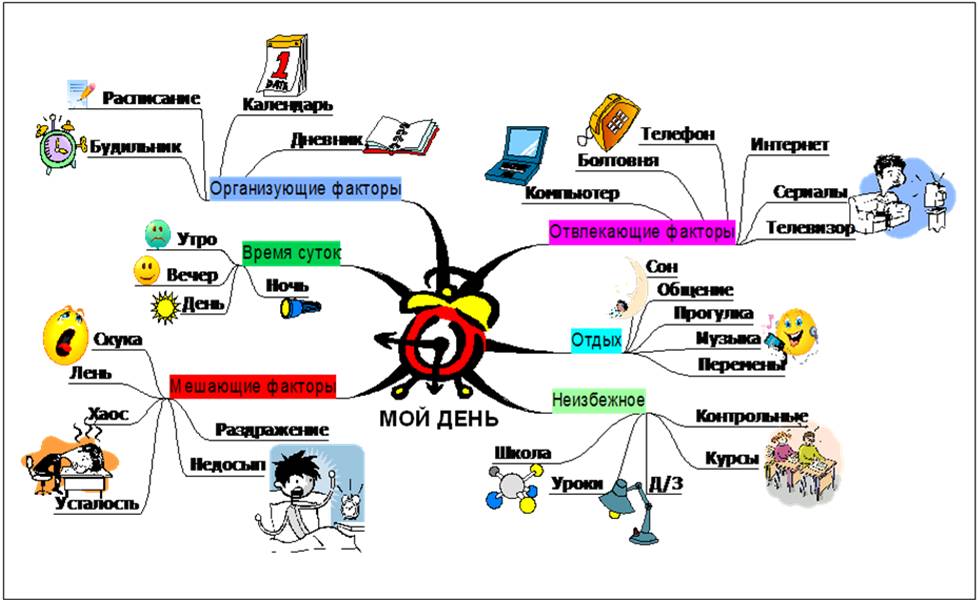 1
DATE
Расписание
Календарь
Будильник
Дневник
Организующие факторы
Телефон
Болтовня
Компьютер
Интернет
Сериалы
Телевизор
Отвлекающие факторы
Утро
Вечер
День
Ночь
Время суток
Сон
Общение
Прогулка
Музыка
Перемены
Отдых
Скука
Лень
Хаос
Усталость
Раздражение
Недосып
Мешающие факторы
МОЙ ДЕНЬ
Неизбежное
Школа
Уроки
Д/З
Контрольные
Курсы